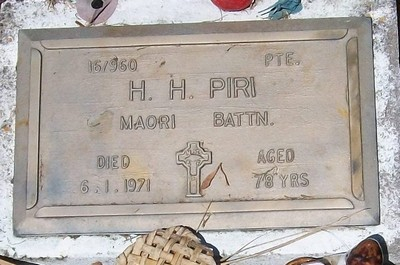 16/960 PTE.
H. H. PIRI
MAORI BATTN.
DIED AGED
6.1.1971 78 YRS